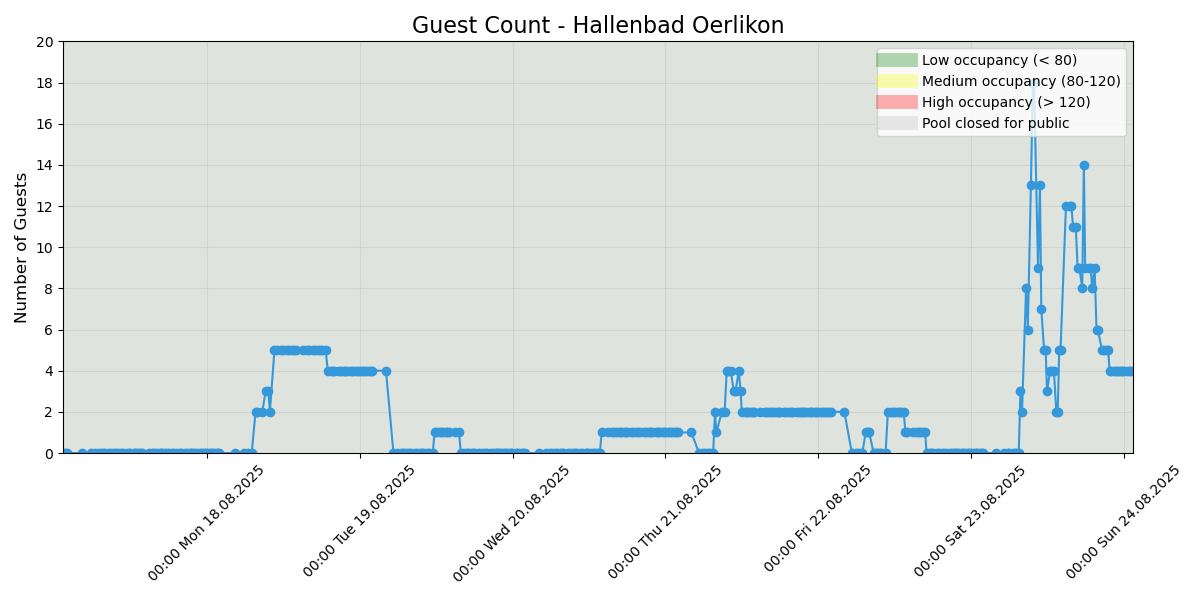 Guest Count - Hallenbad Oerlikon
Number of Guests
20
18
16
14
12
10
8
6
4
2
0
Low occupancy (< 80)
Medium occupancy (80-120)
High occupancy (> 120)
Pool closed for public
00:00 Mon 18.08.2025
00:00 Tue 19.08.2025
00:00 Wed 20.08.2025
00:00 Thu 21.08.2025
00:00 Fri 22.08.2025
00:00 Sat 23.08.2025
00:00 Sun 24.08.2025